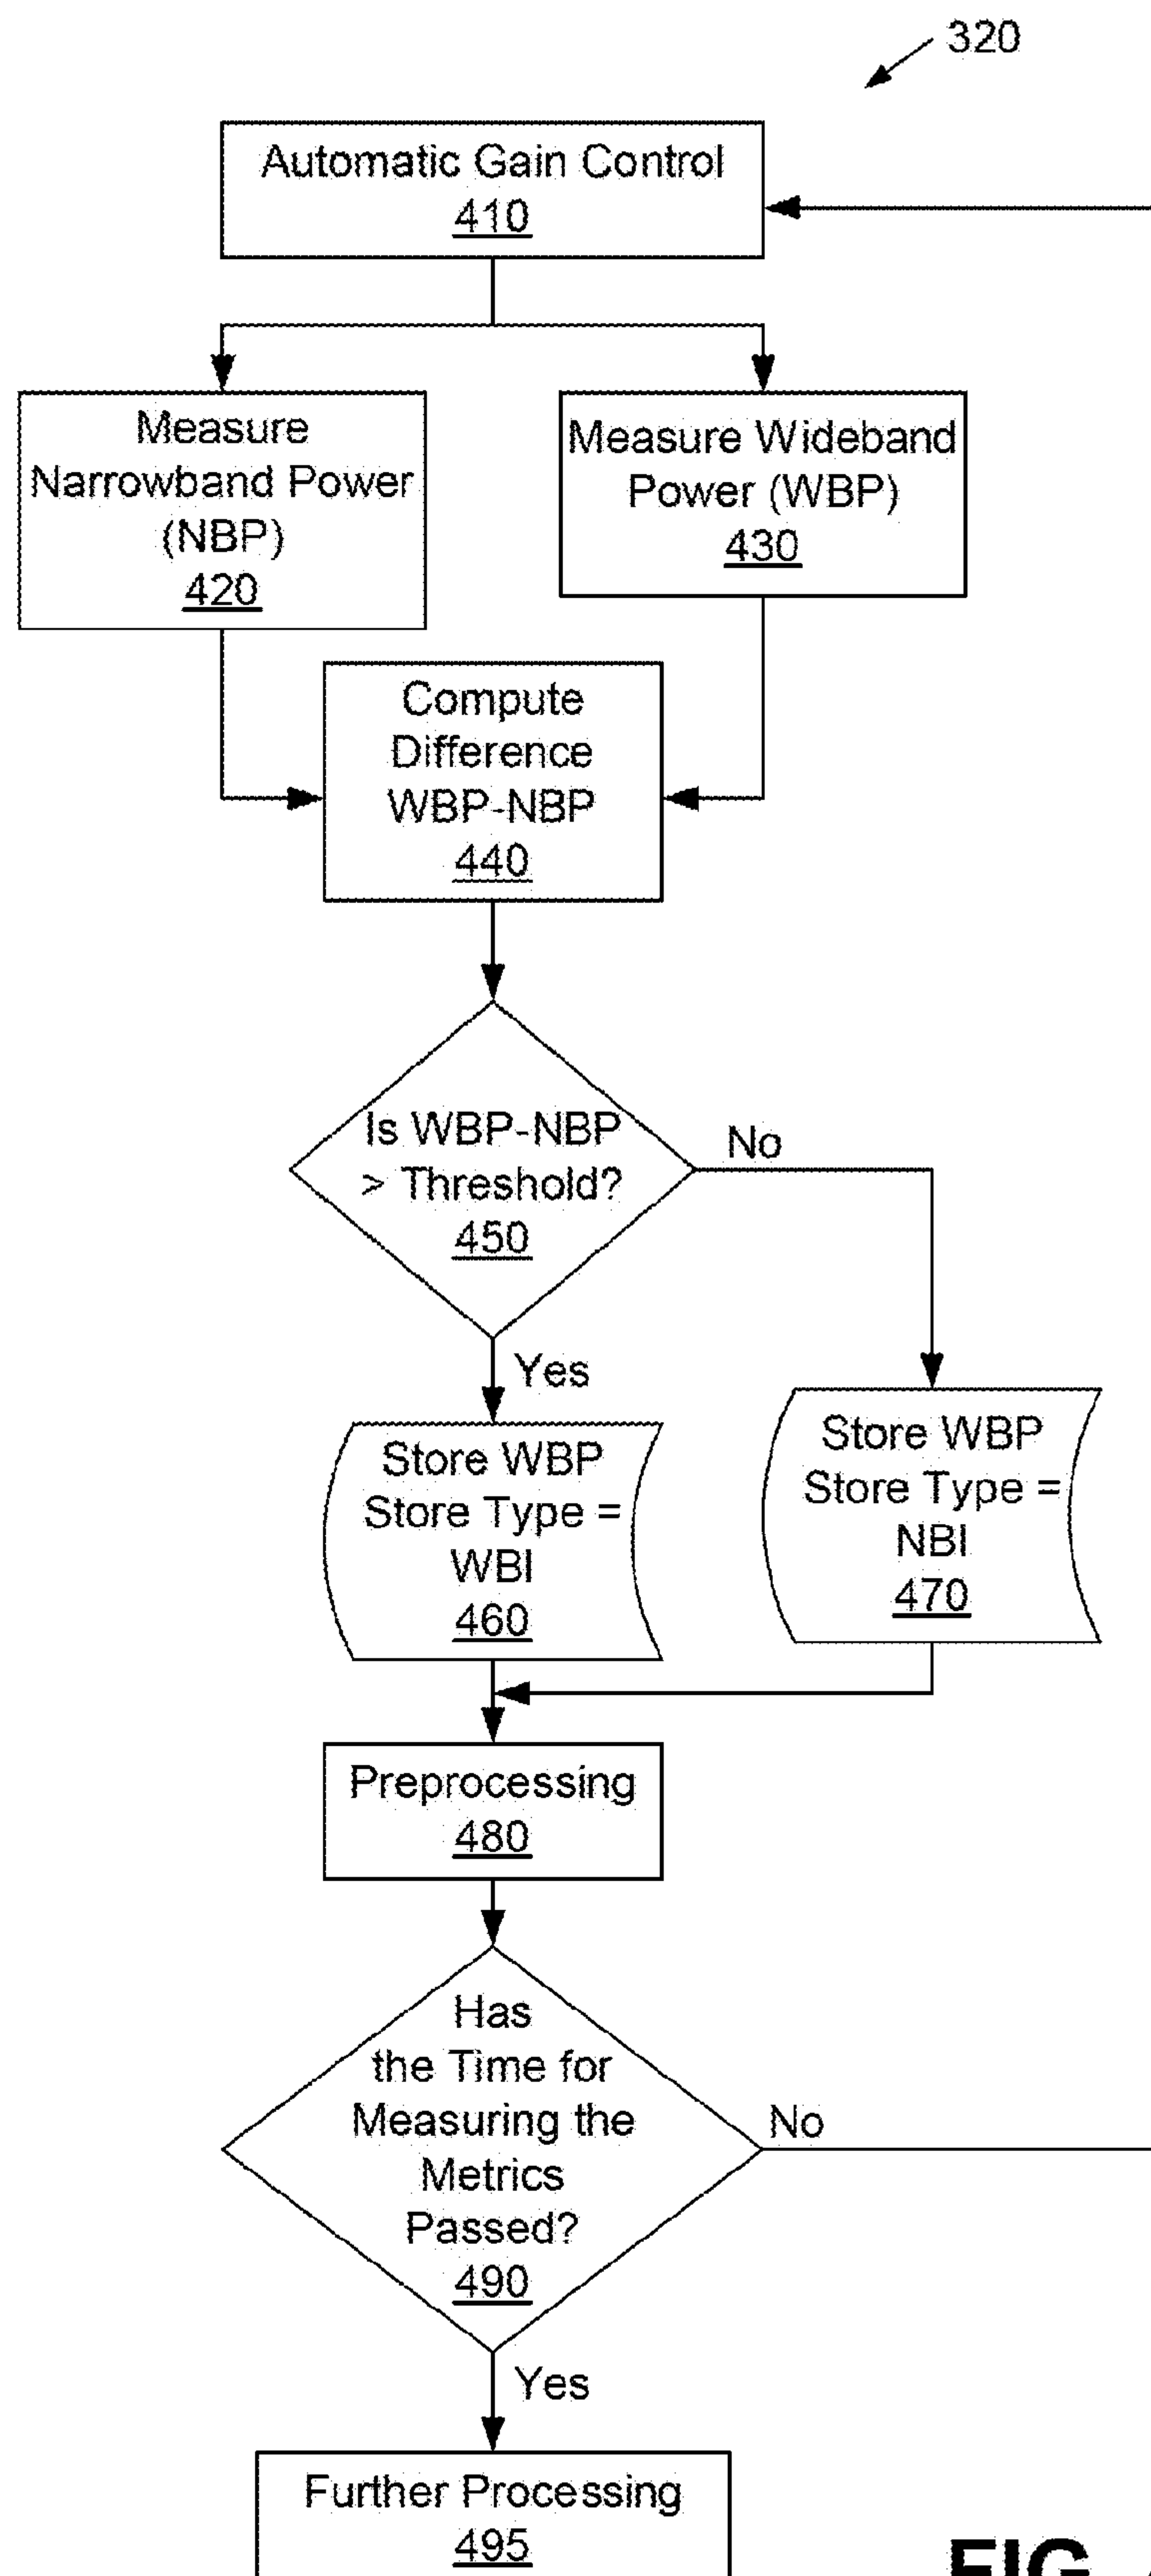 320
Automatic Gain Control
410
Measure
Narrowband Power
(NBP)
420
Measure Wideband
Power (WBP)
430
Compute
Difference
WBP-NBP
440
Is WBP-NBP
> Threshold?
450
No
Yes
Store WBP
Store Type =
WBI
460
Store WBP
Store Type =
NBI
470
Preprocessing
480
Has
the Time for
Measuring the
Metrics
Passed?
490
No
Yes
Further Processing
495
FIG.